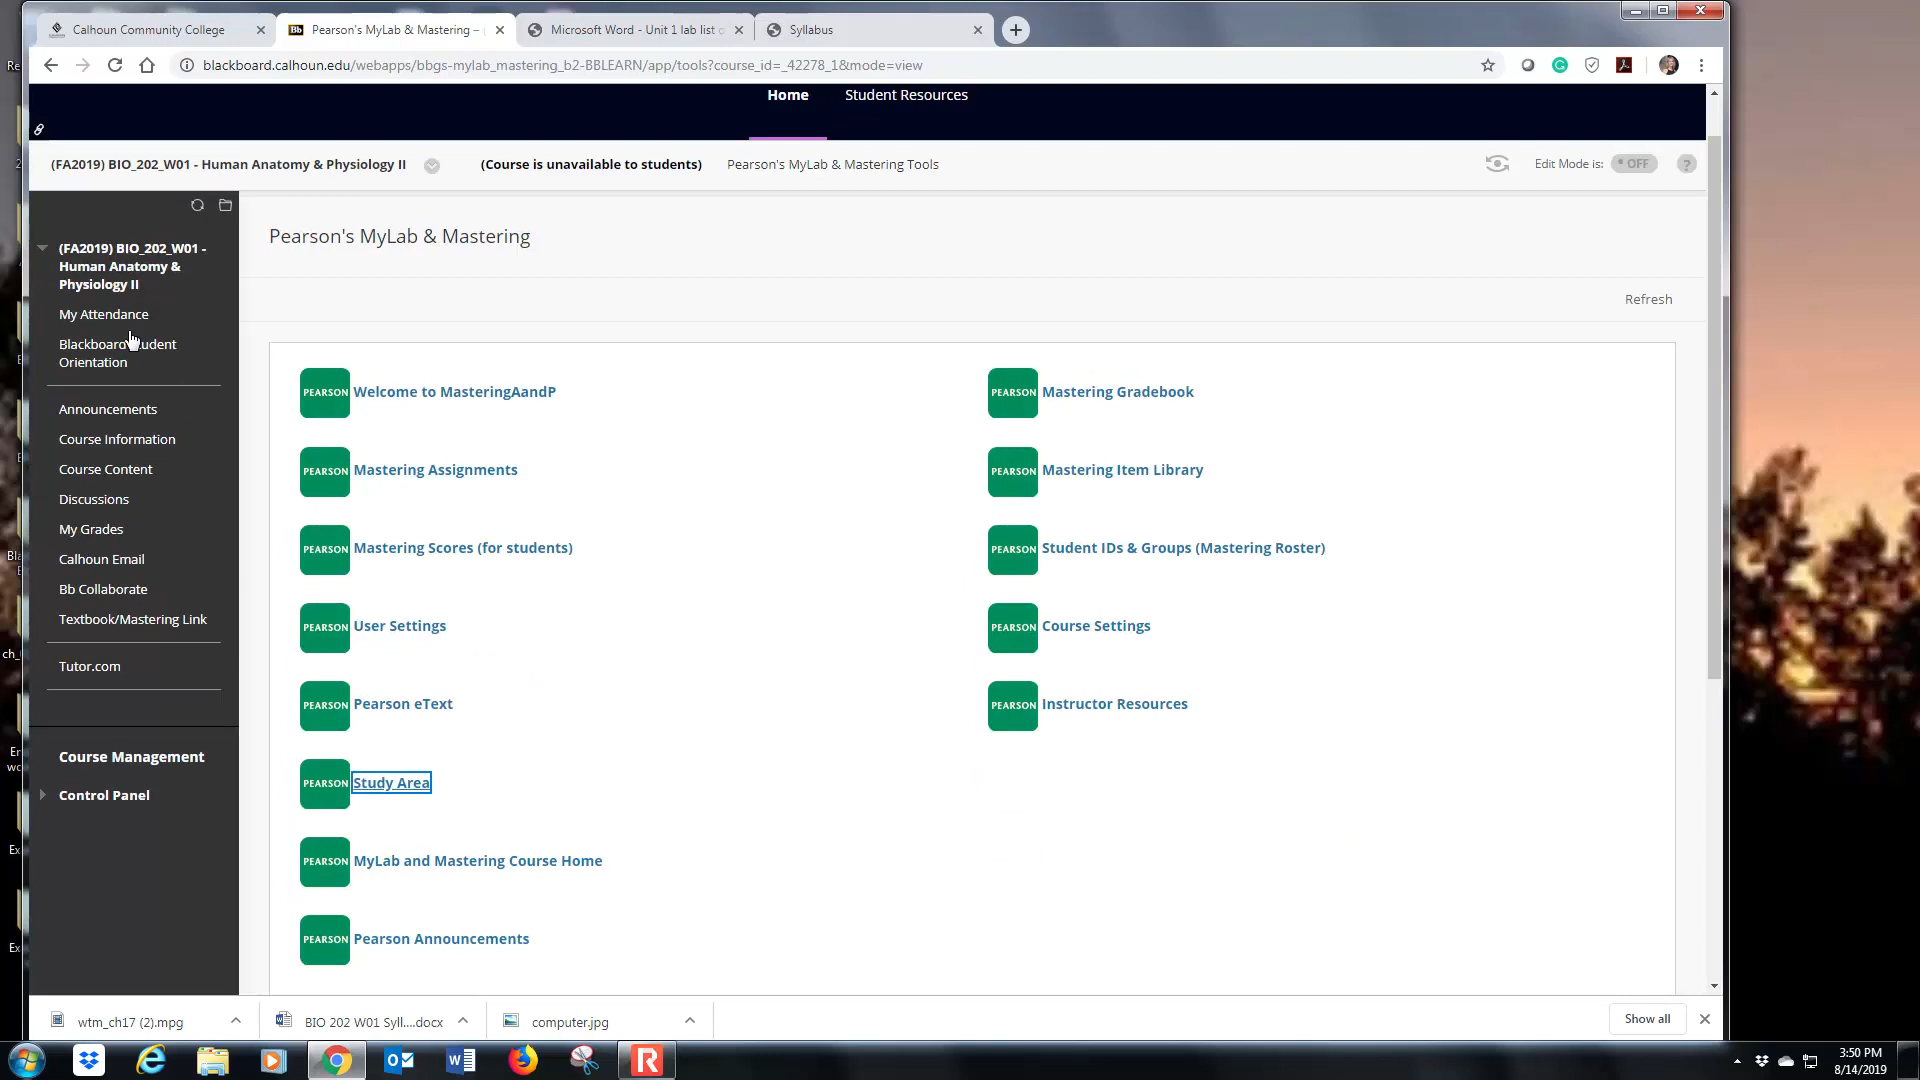 Calhoun Community College
Pearson's MyLab & Mastering –
Microsoft Word - Unit 1 lab list
Syllabus
blackboard.calhoun.edu/webapps/bbgs-mylab_mastering_b2-BBLEARN/app/tools?course_id=_42278_1&mode=view
Home
Student Resources
(FA2019) BIO_202_W01 - Human Anatomy & Physiology II
(Course is unavailable to students)
Pearson's MyLab & Mastering Tools
Edit Mode is:
OFF
?
(FA2019) BIO_202_W01 -
Human Anatomy &
Physiology II
My Attendance
Blackboard Student
Orientation
Announcements
Course Information
Course Content
Discussions
My Grades
Calhoun Email
Bb Collaborate
Textbook/Mastering Link
Tutor.com
Course Management
Control Panel
Pearson's MyLab & Mastering
Refresh
PEARSON Welcome to MasteringAandP
PEARSON Mastering Gradebook
PEARSON Mastering Assignments
PEARSON Mastering Item Library
PEARSON Mastering Scores (for students)
PEARSON Student IDs & Groups (Mastering Roster)
PEARSON User Settings
PEARSON Course Settings
PEARSON Pearson eText
PEARSON Instructor Resources
PEARSON Study Area
PEARSON MyLab and Mastering Course Home
PEARSON Pearson Announcements
wtm_ch17 (2).mpg
BIO 202 W01 Syll....docx
computer.jpg
Show all
3:50 PM
8/14/2019